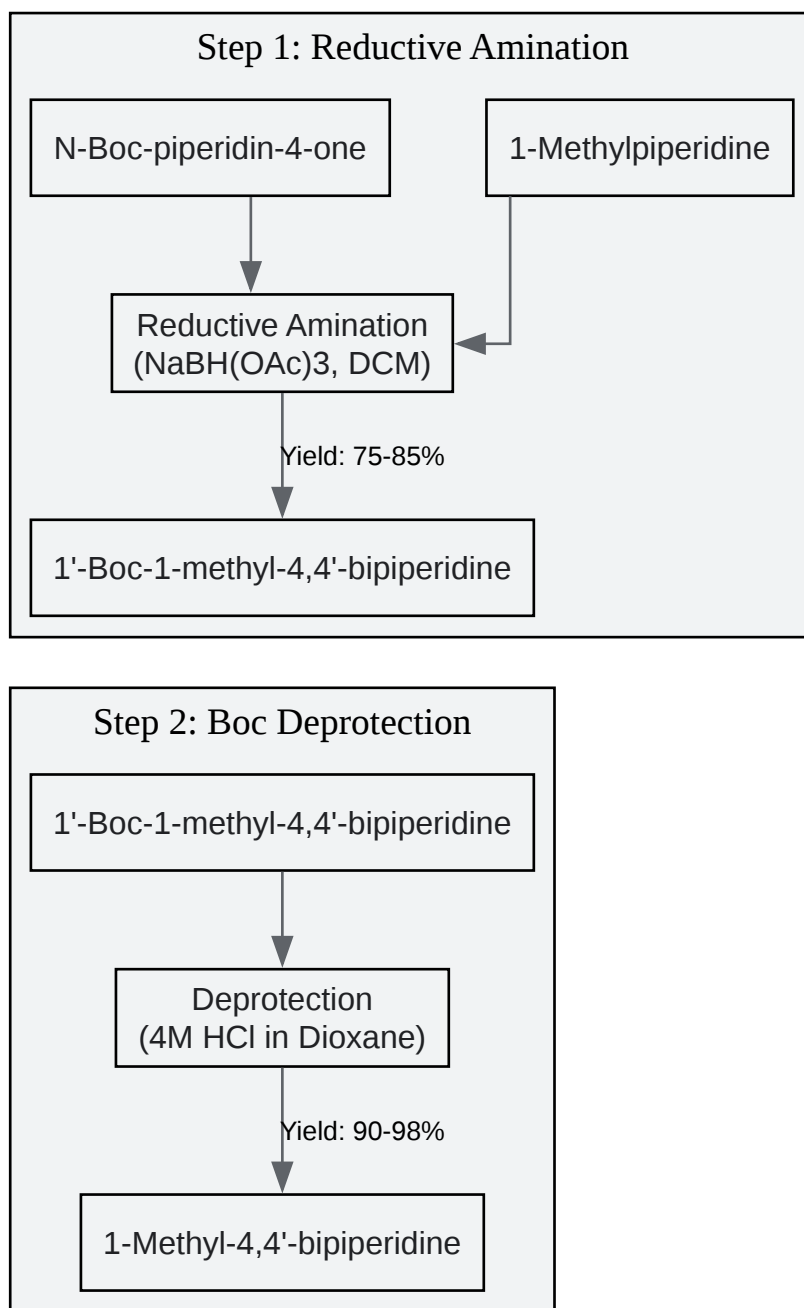 Step 1: Reductive Amination
N-Boc-piperidin-4-one
1-Methylpiperidine
Reductive Amination
(NaBH(OAc)3, DCM)
Yield: 75-85%
1'-Boc-1-methyl-4,4'-bipiperidine
Step 2: Boc Deprotection
1'-Boc-1-methyl-4,4'-bipiperidine
Deprotection
(4M HCl in Dioxane)
Yield: 90-98%
1-Methyl-4,4'-bipiperidine